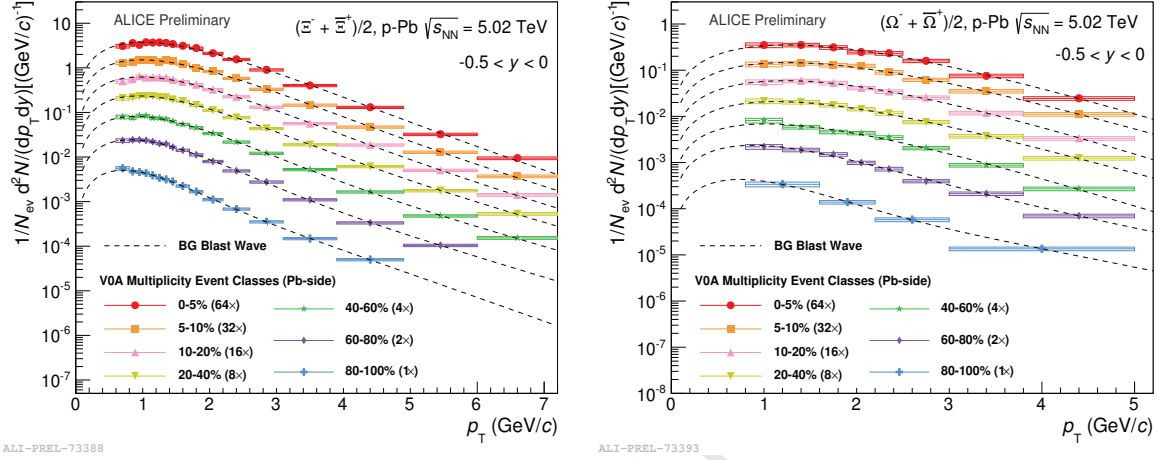 ALICE Preliminary
(Ξ⁻ + Ξ̄⁺)/2, p-Pb √s_NN = 5.02 TeV
-0.5 < y < 0
1/N_ev d²N/(dp_T dy)[(GeV/c)⁻¹]
10
1
10⁻¹
10⁻²
10⁻³
10⁻⁴
10⁻⁵
10⁻⁶
10⁻⁷
BG Blast Wave
V0A Multiplicity Event Classes (Pb-side)
0-5% (64×)
5-10% (32×)
10-20% (16×)
20-40% (8×)
40-60% (4×)
60-80% (2×)
80-100% (1×)
0 1 2 3 4 5 6 7
p_T (GeV/c)
ALI-PREL-73388
ALICE Preliminary
(Ω⁻ + Ω̄⁺)/2, p-Pb √s_NN = 5.02 TeV
-0.5 < y < 0
1/N_ev d²N/(dp_T dy)[(GeV/c)⁻¹]
1
10⁻¹
10⁻²
10⁻³
10⁻⁴
10⁻⁵
10⁻⁶
10⁻⁷
10⁻⁸
BG Blast Wave
V0A Multiplicity Event Classes (Pb-side)
0-5% (64×)
5-10% (32×)
10-20% (16×)
20-40% (8×)
40-60% (4×)
60-80% (2×)
80-100% (1×)
0 1 2 3 4 5
p_T (GeV/c)
ALI-PREL-73393